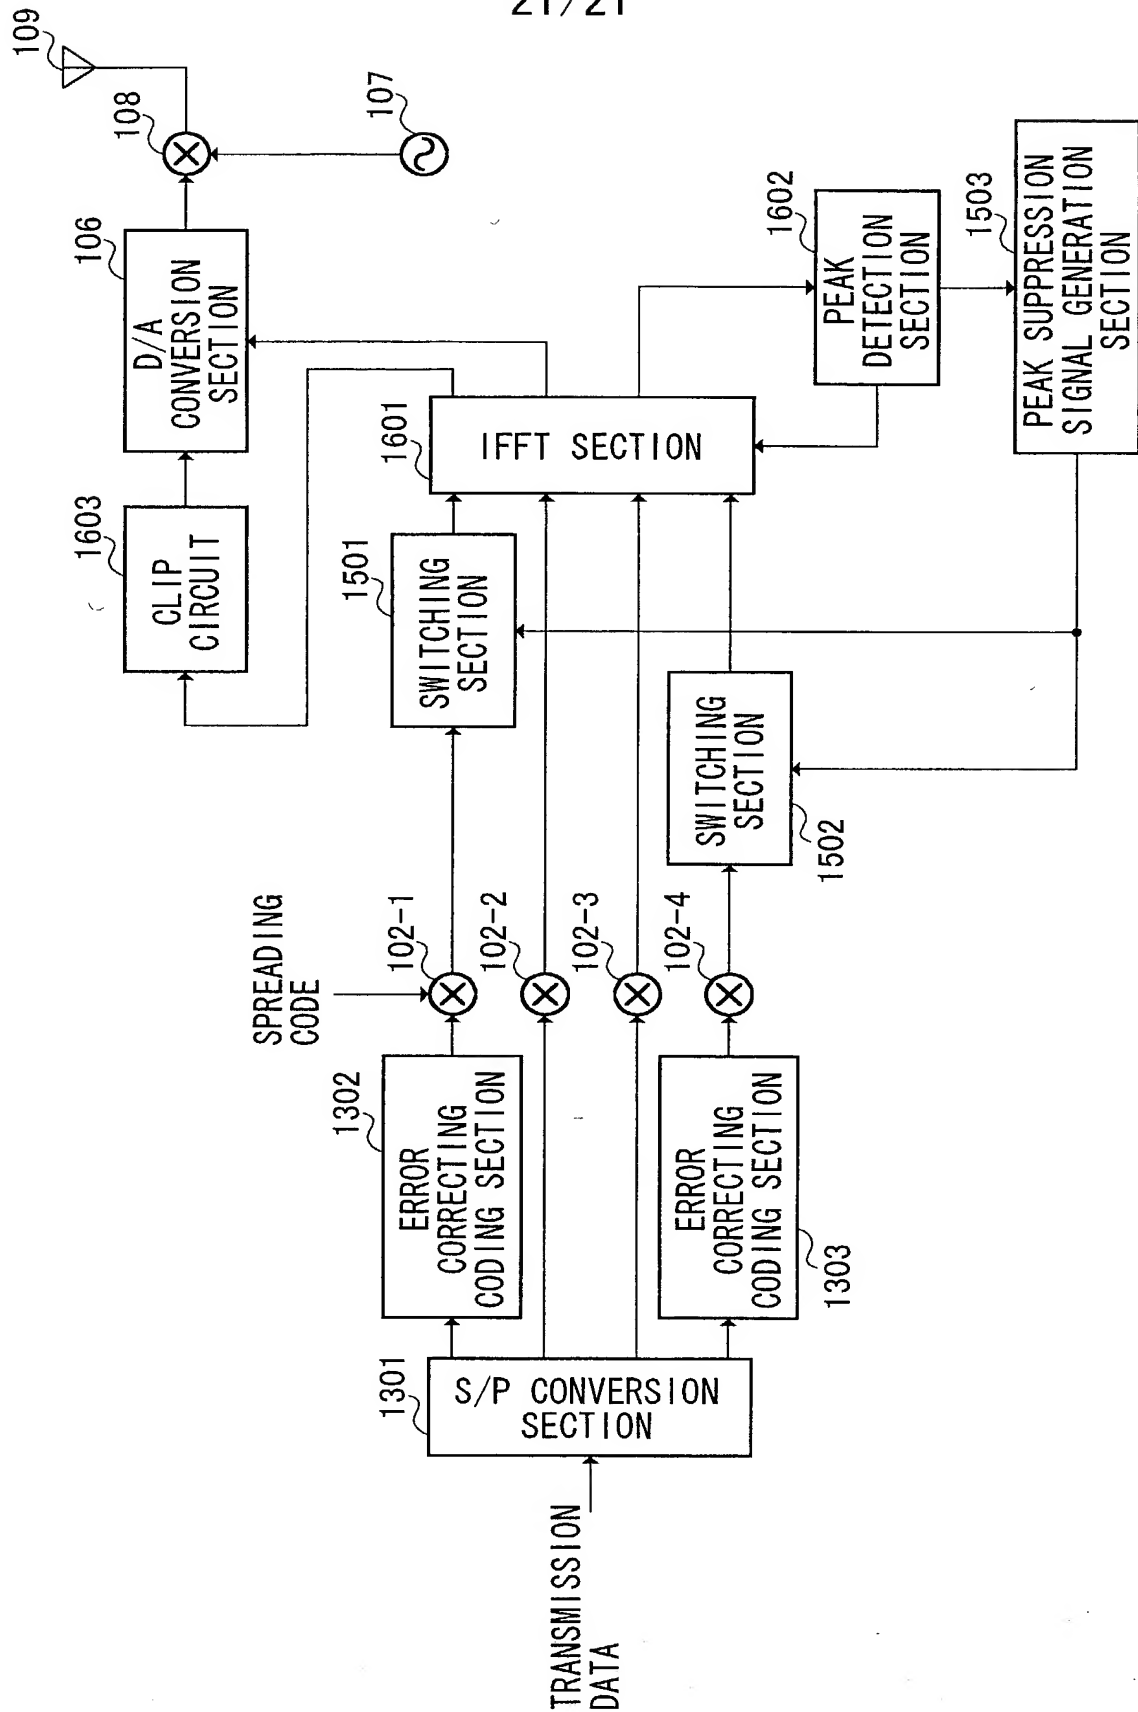 21/21
TRANSMISSION
DATA
1301
S/P CONVERSION
SECTION
1302
ERROR
CORRECTING
CODING SECTION
ERROR
CORRECTING
CODING SECTION
1303
SPREADING
CODE
102-1
102-2
102-3
102-4
1501
SWITCHING
SECTION
SWITCHING
SECTION
1502
1601
IFFT SECTION
1603
CLIP
CIRCUIT
106
D/A
CONVERSION
SECTION
108
109
107
1602
PEAK
DETECTION
SECTION
1503
PEAK SUPPRESSION
SIGNAL GENERATION
SECTION